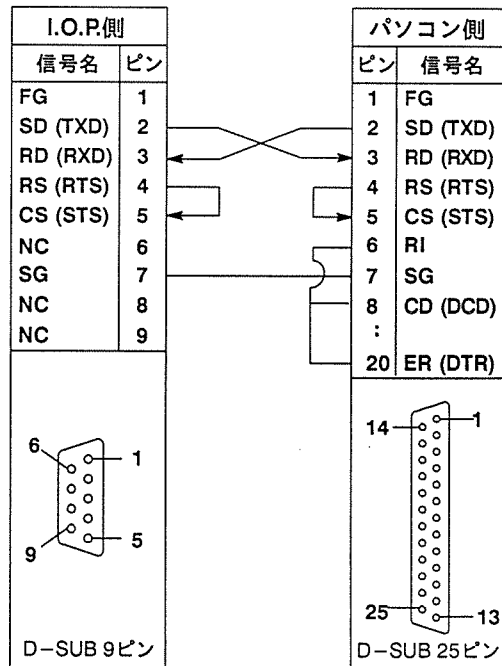 I.O.P.側
信号名 ピン
FG 1
SD (TXD) 2
RD (RXD) 3
RS (RTS) 4
CS (STS) 5
NC 6
SG 7
NC 8
NC 9
6
1
9
5
D-SUB 9ピン
パソコン側
ピン 信号名
1 FG
2 SD (TXD)
3 RD (RXD)
4 RS (RTS)
5 CS (STS)
6 RI
7 SG
8 CD (DCD)
:
20 ER (DTR)
14
1
25
13
D-SUB 25ピン